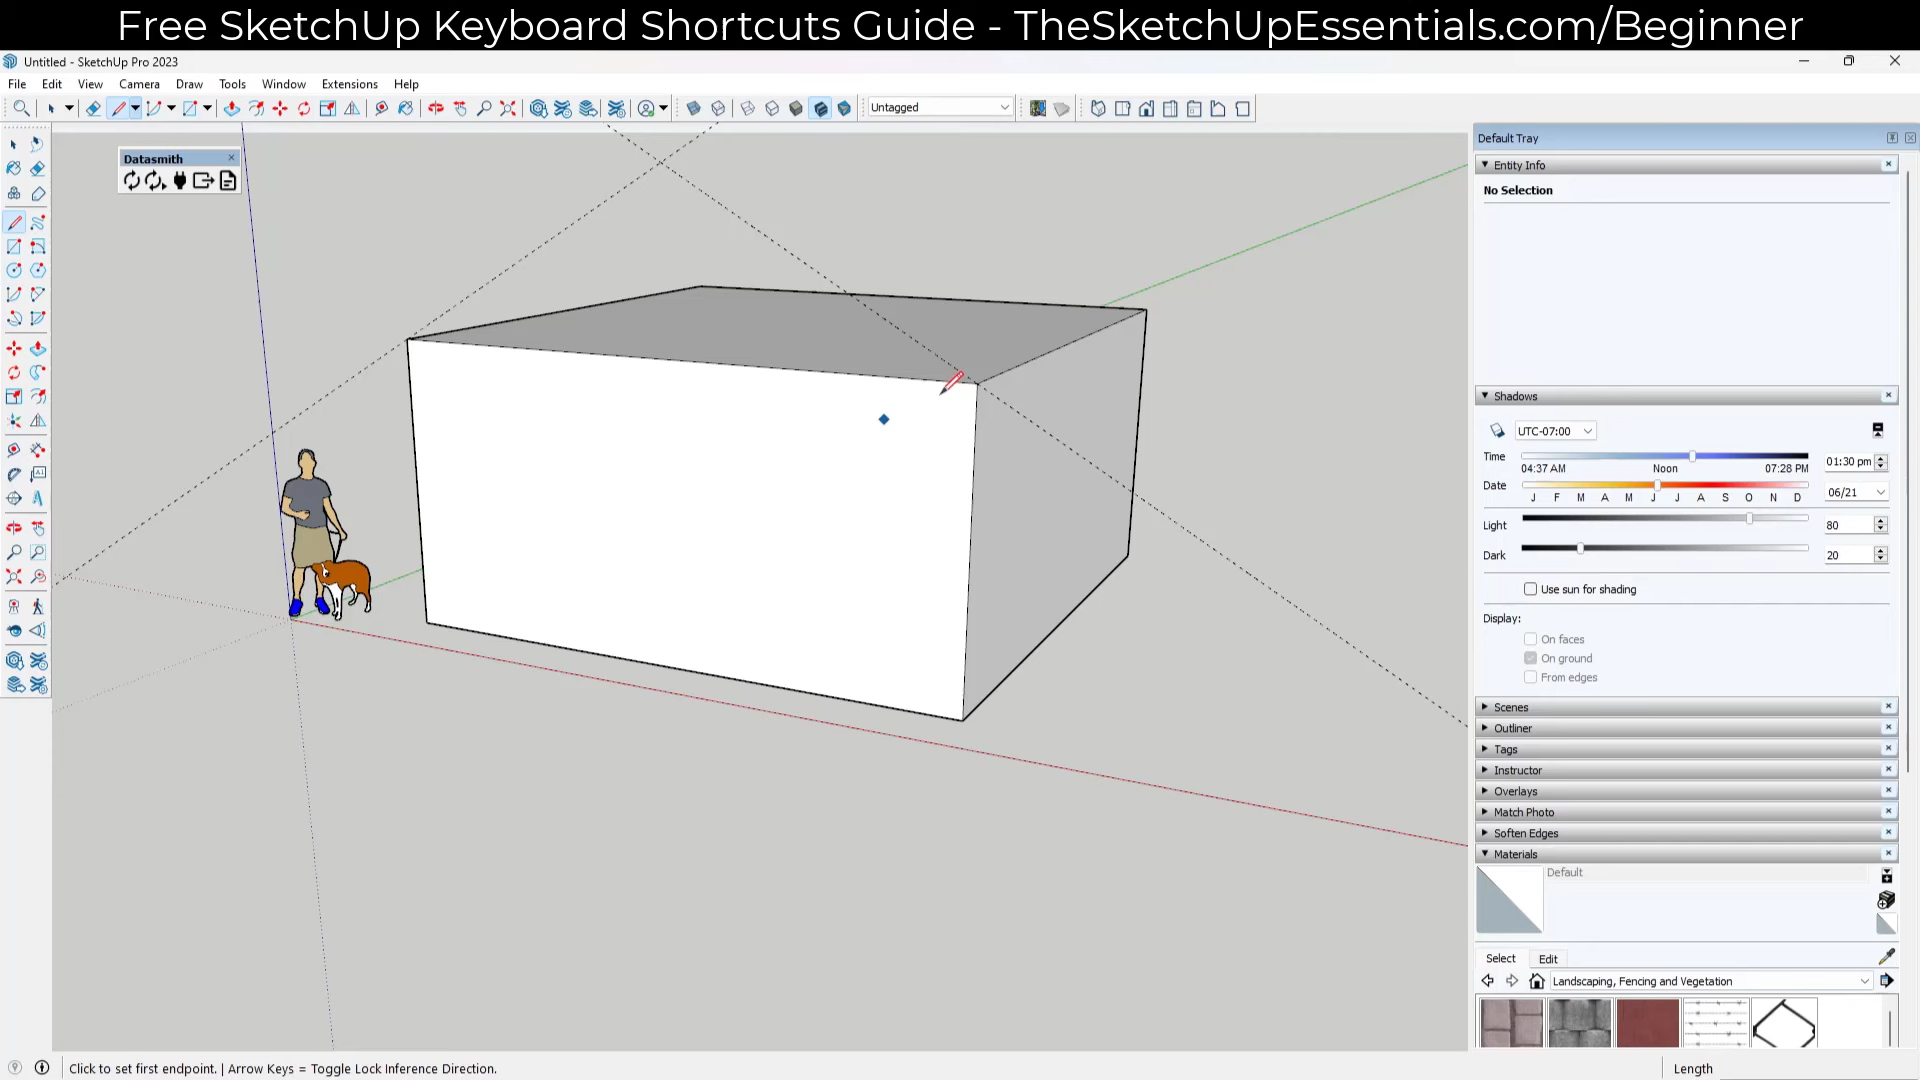 Free SketchUp Keyboard Shortcuts Guide - TheSketchUpEssentials.com/Beginner
Untitled - SketchUp Pro 2023
File Edit View Camera Draw Tools Window Extensions Help
Untagged
Datasmith
Default Tray
Entity Info
No Selection
Shadows
UTC-07:00
Time
04:37 AM Noon 07:28 PM
01:30 pm
Date
J F M A M J J A S O N D
06/21
Light
80
Dark
20
Use sun for shading
Display:
On faces
On ground
From edges
Scenes
Outliner
Tags
Instructor
Overlays
Match Photo
Soften Edges
Materials
Default
Select Edit
Landscaping, Fencing and Vegetation
Click to set first endpoint. | Arrow Keys = Toggle Lock Inference Direction.
Length